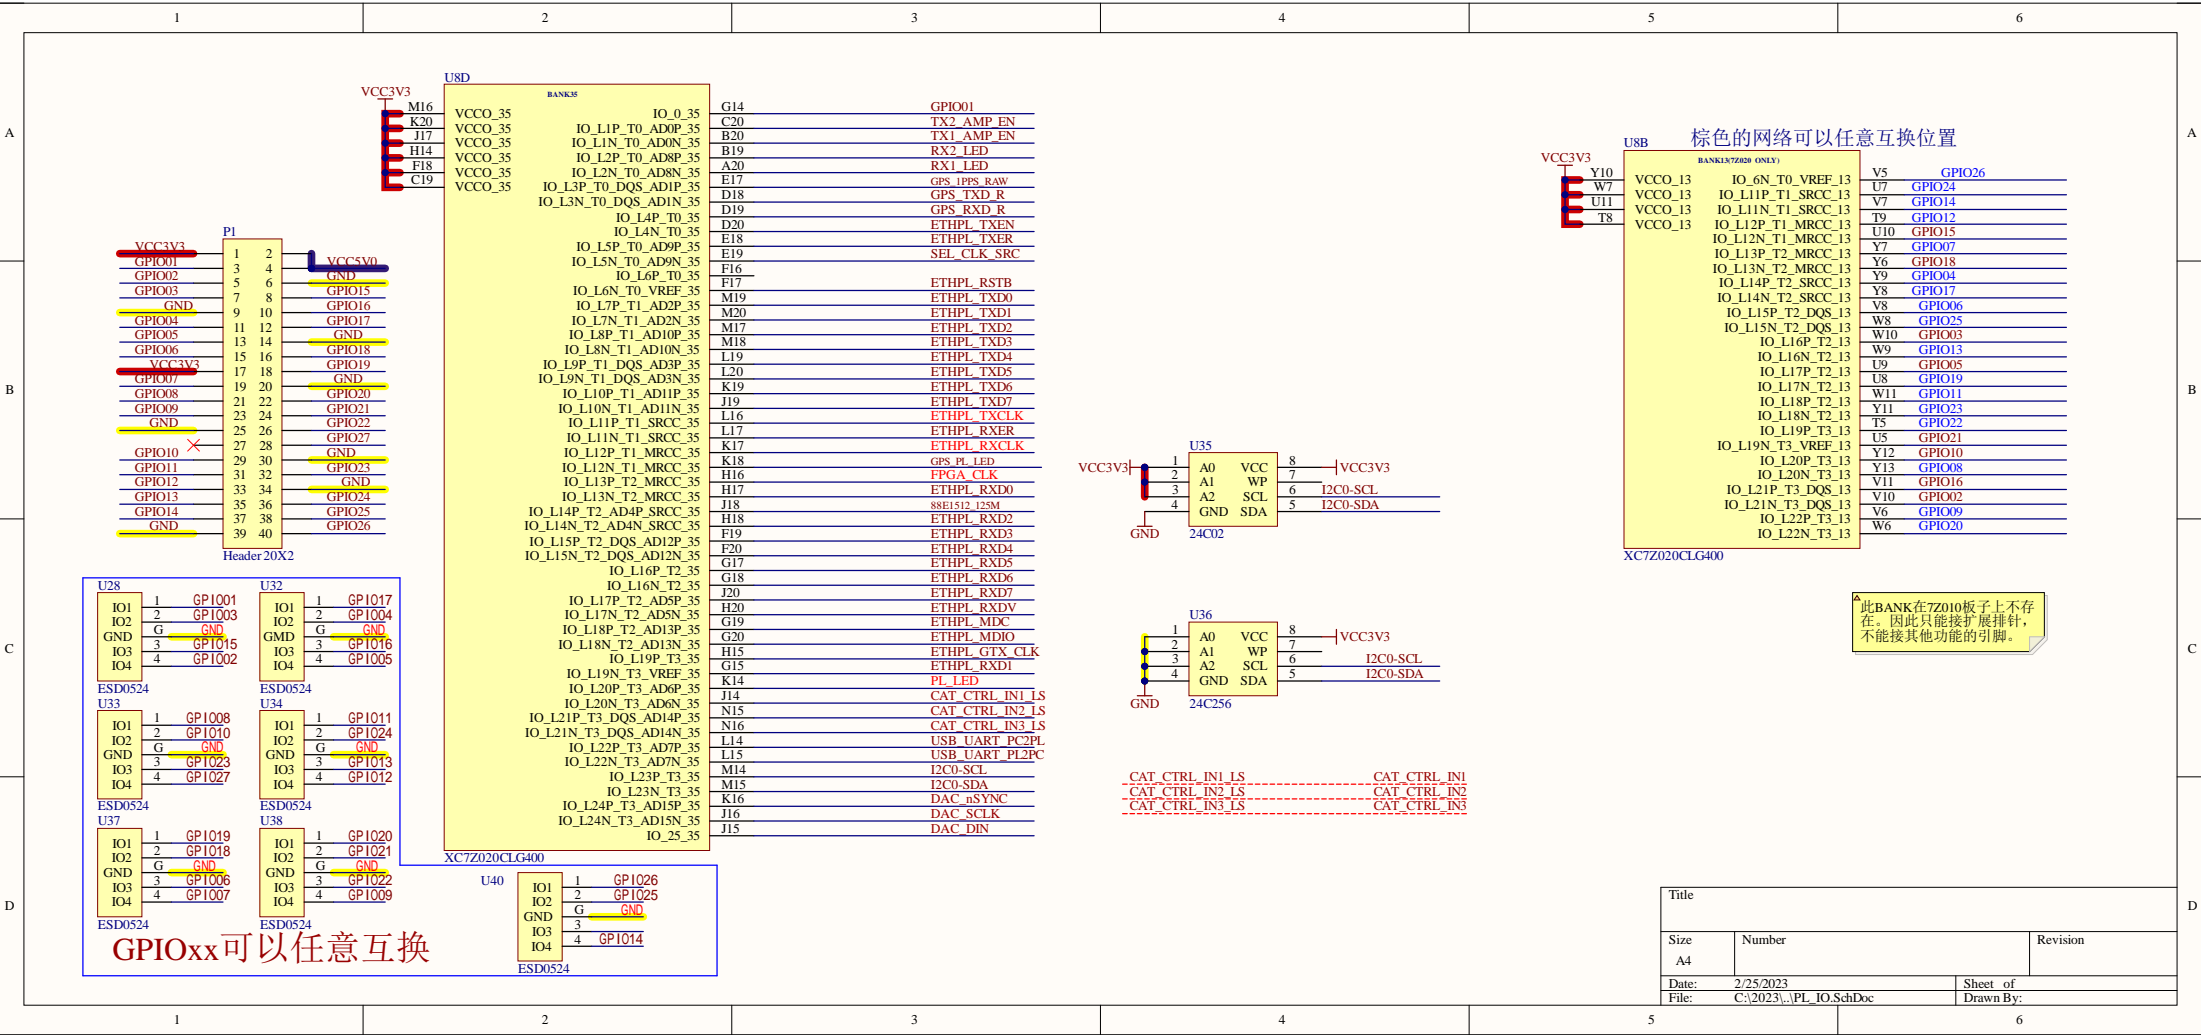 1 2 3 4 5 6
A A
B B
C C
D D
U8D
BANK35
VCC3V3
M16 VCCO_35
K20 VCCO_35
J17 VCCO_35
H14 VCCO_35
F18 VCCO_35
C19 VCCO_35
IO_0_35 G14 GPIO01
IO_L1P_T0_AD0P_35 C20 TX2_AMP_EN
IO_L1N_T0_AD0N_35 B20 TX1_AMP_EN
IO_L2P_T0_AD8P_35 B19 RX2_LED
IO_L2N_T0_AD8N_35 A20 RX1_LED
IO_L3P_T0_DQS_AD1P_35 E17 GPS_1PPS_RAW
IO_L3N_T0_DQS_AD1N_35 D18 GPS_TXD_R
IO_L4P_T0_35 D19 GPS_RXD_R
IO_L4N_T0_35 D20 ETHPL_TXEN
IO_L5P_T0_AD9P_35 E18 ETHPL_TXER
IO_L5N_T0_AD9N_35 E19 SEL_CLK_SRC
IO_L6P_T0_35 F16
IO_L6N_T0_VREF_35 F17 ETHPL_RSTB
IO_L7P_T1_AD2P_35 M19 ETHPL_TXD0
IO_L7N_T1_AD2N_35 M20 ETHPL_TXD1
IO_L8P_T1_AD10P_35 M17 ETHPL_TXD2
IO_L8N_T1_AD10N_35 M18 ETHPL_TXD3
IO_L9P_T1_DQS_AD3P_35 L19 ETHPL_TXD4
IO_L9N_T1_DQS_AD3N_35 L20 ETHPL_TXD5
IO_L10P_T1_AD11P_35 K19 ETHPL_TXD6
IO_L10N_T1_AD11N_35 J19 ETHPL_TXD7
IO_L11P_T1_SRCC_35 L16 ETHPL_TXCLK
IO_L11N_T1_SRCC_35 L17 ETHPL_RXER
IO_L12P_T1_MRCC_35 K17 ETHPL_RXCLK
IO_L12N_T1_MRCC_35 K18 GPS_PL_LED
IO_L13P_T2_MRCC_35 H16 FPGA_CLK
IO_L13N_T2_MRCC_35 H17 ETHPL_RXD0
IO_L14P_T2_AD4P_SRCC_35 J18 88E1512_125M
IO_L14N_T2_AD4N_SRCC_35 H18 ETHPL_RXD2
IO_L15P_T2_DQS_AD12P_35 F19 ETHPL_RXD3
IO_L15N_T2_DQS_AD12N_35 F20 ETHPL_RXD4
IO_L16P_T2_35 G17 ETHPL_RXD5
IO_L16N_T2_35 G18 ETHPL_RXD6
IO_L17P_T2_AD5P_35 J20 ETHPL_RXD7
IO_L17N_T2_AD5N_35 H20 ETHPL_RXDV
IO_L18P_T2_AD13P_35 G19 ETHPL_MDC
IO_L18N_T2_AD13N_35 G20 ETHPL_MDIO
IO_L19P_T3_35 H15 ETHPL_GTX_CLK
IO_L19N_T3_VREF_35 G15 ETHPL_RXD1
IO_L20P_T3_AD6P_35 K14 PL_LED
IO_L20N_T3_AD6N_35 J14 CAT_CTRL_IN1_LS
IO_L21P_T3_DQS_AD14P_35 N15 CAT_CTRL_IN2_LS
IO_L21N_T3_DQS_AD14N_35 N16 CAT_CTRL_IN3_LS
IO_L22P_T3_AD7P_35 L14 USB_UART_PC2PL
IO_L22N_T3_AD7N_35 L15 USB_UART_PL2PC
IO_L23P_T3_35 M14 I2C0-SCL
IO_L23N_T3_35 M15 I2C0-SDA
IO_L24P_T3_AD15P_35 K16 DAC_nSYNC
IO_L24N_T3_AD15N_35 J16 DAC_SCLK
IO_25_35 J15 DAC_DIN
XC7Z020CLG400
P1
VCC3V3 1 2
GPIO01 3 4 VCC5V0
GPIO02 5 6 GND
GPIO03 7 8 GPIO15
GND 9 10 GPIO16
GPIO04 11 12 GPIO17
GPIO05 13 14 GND
GPIO06 15 16 GPIO18
VCC3V3 17 18 GPIO19
GPIO07 19 20 GND
GPIO08 21 22 GPIO20
GPIO09 23 24 GPIO21
GND 25 26 GPIO22
27 28 GPIO27
GPIO10 29 30 GND
GPIO11 31 32 GPIO23
GPIO12 33 34 GND
GPIO13 35 36 GPIO24
GPIO14 37 38 GPIO25
GND 39 40 GPIO26
Header 20X2
U28
IO1 1 GPIO01
IO2 2 GPIO03
GND G GND
IO3 3 GPIO15
IO4 4 GPIO02
ESD0524
U32
IO1 1 GPIO17
IO2 2 GPIO04
GMD G GND
IO3 3 GPIO16
IO4 4 GPIO05
ESD0524
U33
IO1 1 GPIO08
IO2 2 GPIO10
GND G GND
IO3 3 GPIO23
IO4 4 GPIO27
ESD0524
U34
IO1 1 GPIO11
IO2 2 GPIO24
GND G GND
IO3 3 GPIO13
IO4 4 GPIO12
ESD0524
U37
IO1 1 GPIO19
IO2 2 GPIO18
GND G GND
IO3 3 GPIO06
IO4 4 GPIO07
ESD0524
U38
IO1 1 GPIO20
IO2 2 GPIO21
GND G GND
IO3 3 GPIO22
IO4 4 GPIO09
ESD0524
U40
IO1 1 GPIO26
IO2 2 GPIO25
GND G GND
IO3 3
IO4 4 GPIO14
ESD0524
GPIOxx可以任意互换
U35
VCC3V3 1 A0 VCC 8 VCC3V3
2 A1 WP 7
3 A2 SCL 6 I2C0-SCL
4 GND SDA 5 I2C0-SDA
GND
24C02
U36
1 A0 VCC 8 VCC3V3
2 A1 WP 7
3 A2 SCL 6 I2C0-SCL
4 GND SDA 5 I2C0-SDA
GND
24C256
CAT_CTRL_IN1_LS CAT_CTRL_IN1
CAT_CTRL_IN2_LS CAT_CTRL_IN2
CAT_CTRL_IN3_LS CAT_CTRL_IN3
棕色的网络可以任意互换位置
U8B
BANK13(7Z020 ONLY)
VCC3V3
Y10 VCCO_13
W7 VCCO_13
U11 VCCO_13
T8 VCCO_13
IO_6N_T0_VREF_13 V5 GPIO26
IO_L11P_T1_SRCC_13 U7 GPIO24
IO_L11N_T1_SRCC_13 V7 GPIO14
IO_L12P_T1_MRCC_13 T9 GPIO12
IO_L12N_T1_MRCC_13 U10 GPIO15
IO_L13P_T2_MRCC_13 Y7 GPIO07
IO_L13N_T2_MRCC_13 Y6 GPIO18
IO_L14P_T2_SRCC_13 Y9 GPIO04
IO_L14N_T2_SRCC_13 Y8 GPIO17
IO_L15P_T2_DQS_13 V8 GPIO06
IO_L15N_T2_DQS_13 W8 GPIO25
IO_L16P_T2_13 W10 GPIO03
IO_L16N_T2_13 W9 GPIO13
IO_L17P_T2_13 U9 GPIO05
IO_L17N_T2_13 U8 GPIO19
IO_L18P_T2_13 W11 GPIO11
IO_L18N_T2_13 Y11 GPIO23
IO_L19P_T3_13 T5 GPIO22
IO_L19N_T3_VREF_13 U5 GPIO21
IO_L20P_T3_13 Y12 GPIO10
IO_L20N_T3_13 Y13 GPIO08
IO_L21P_T3_DQS_13 V11 GPIO16
IO_L21N_T3_DQS_13 V10 GPIO02
IO_L22P_T3_13 V6 GPIO09
IO_L22N_T3_13 W6 GPIO20
XC7Z020CLG400
此BANK在7Z010板子上不存
在。因此只能接扩展排针，
不能接其他功能的引脚。
Title
Size Number Revision
A4
Date: 2/25/2023 Sheet of
File: C:\2023\..\PL_IO.SchDoc Drawn By:
1 2 3 4 5 6